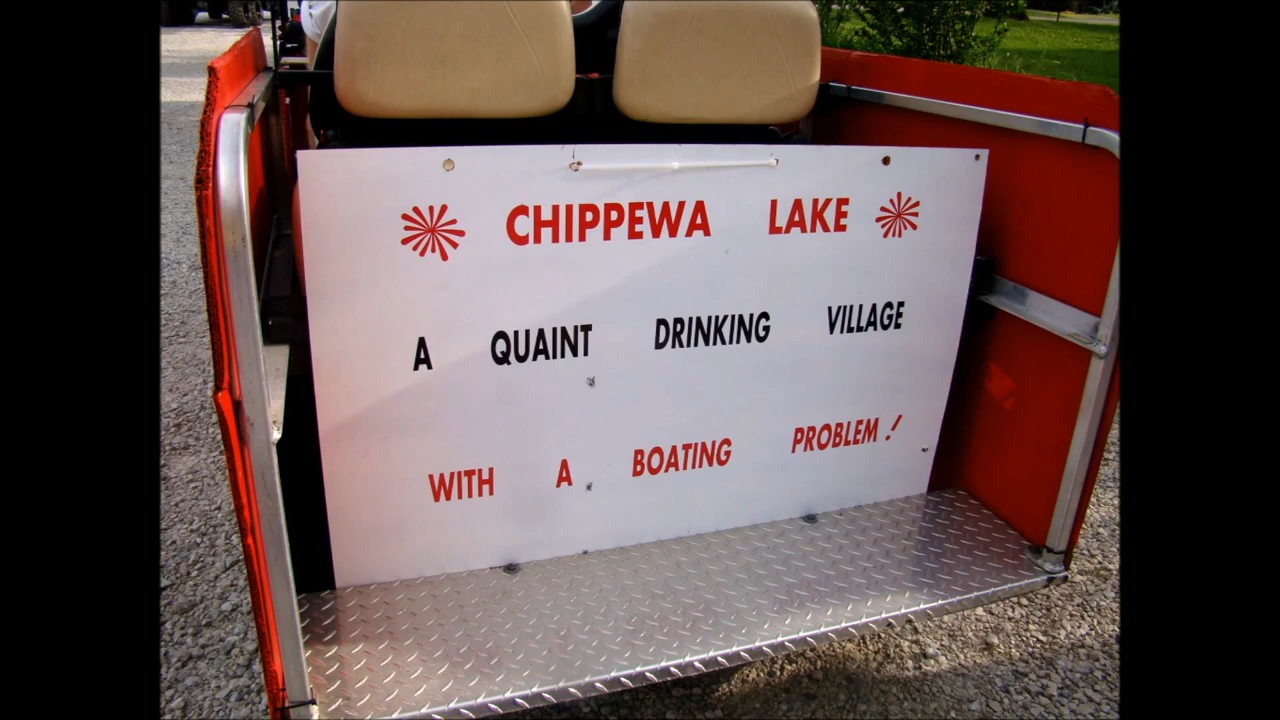 CHIPPEWA LAKE
A QUAINT DRINKING VILLAGE
WITH A BOATING PROBLEM!